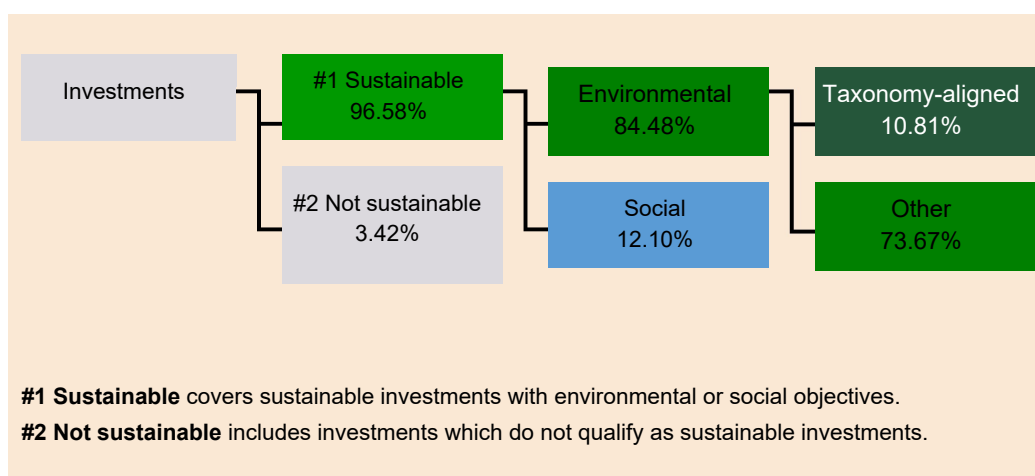 Investments
#1 Sustainable
96.58%
#2 Not sustainable
3.42%
Environmental
84.48%
Social
12.10%
Taxonomy-aligned
10.81%
Other
73.67%
#1 Sustainable covers sustainable investments with environmental or social objectives.
#2 Not sustainable includes investments which do not qualify as sustainable investments.